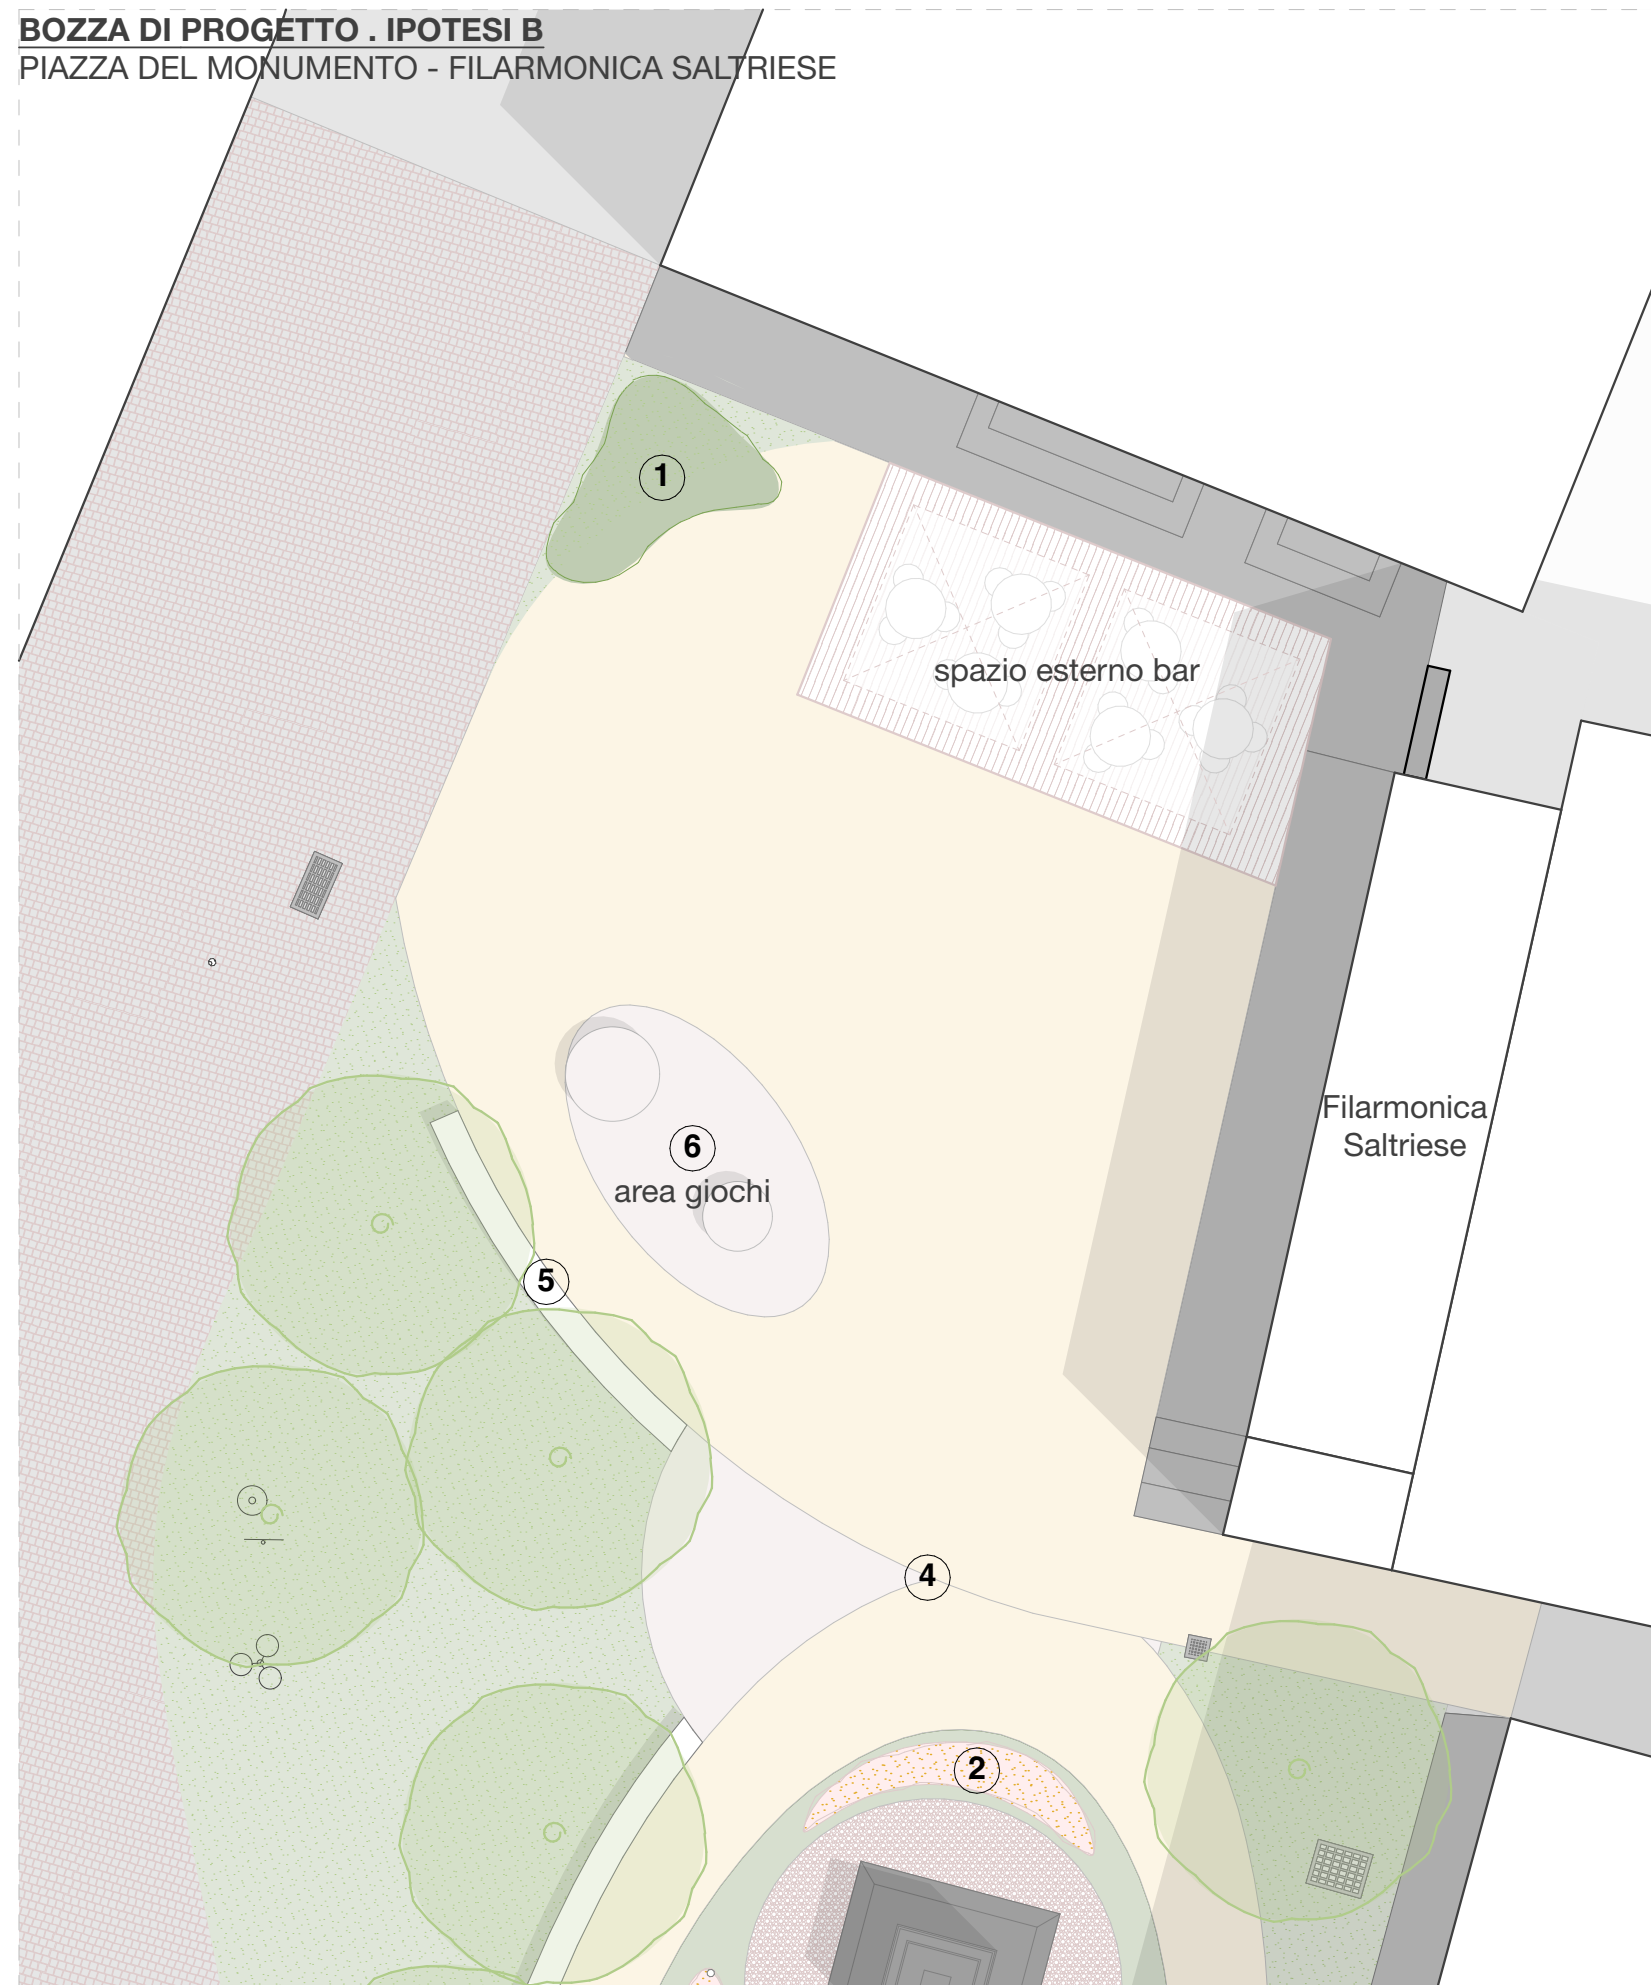 BOZZA DI PROGETTO . IPOTESI B
PIAZZA DEL MONUMENTO - FILARMONICA SALTRIESE
1
spazio esterno bar
Filarmonica
Saltriese
6
area giochi
5
4
2